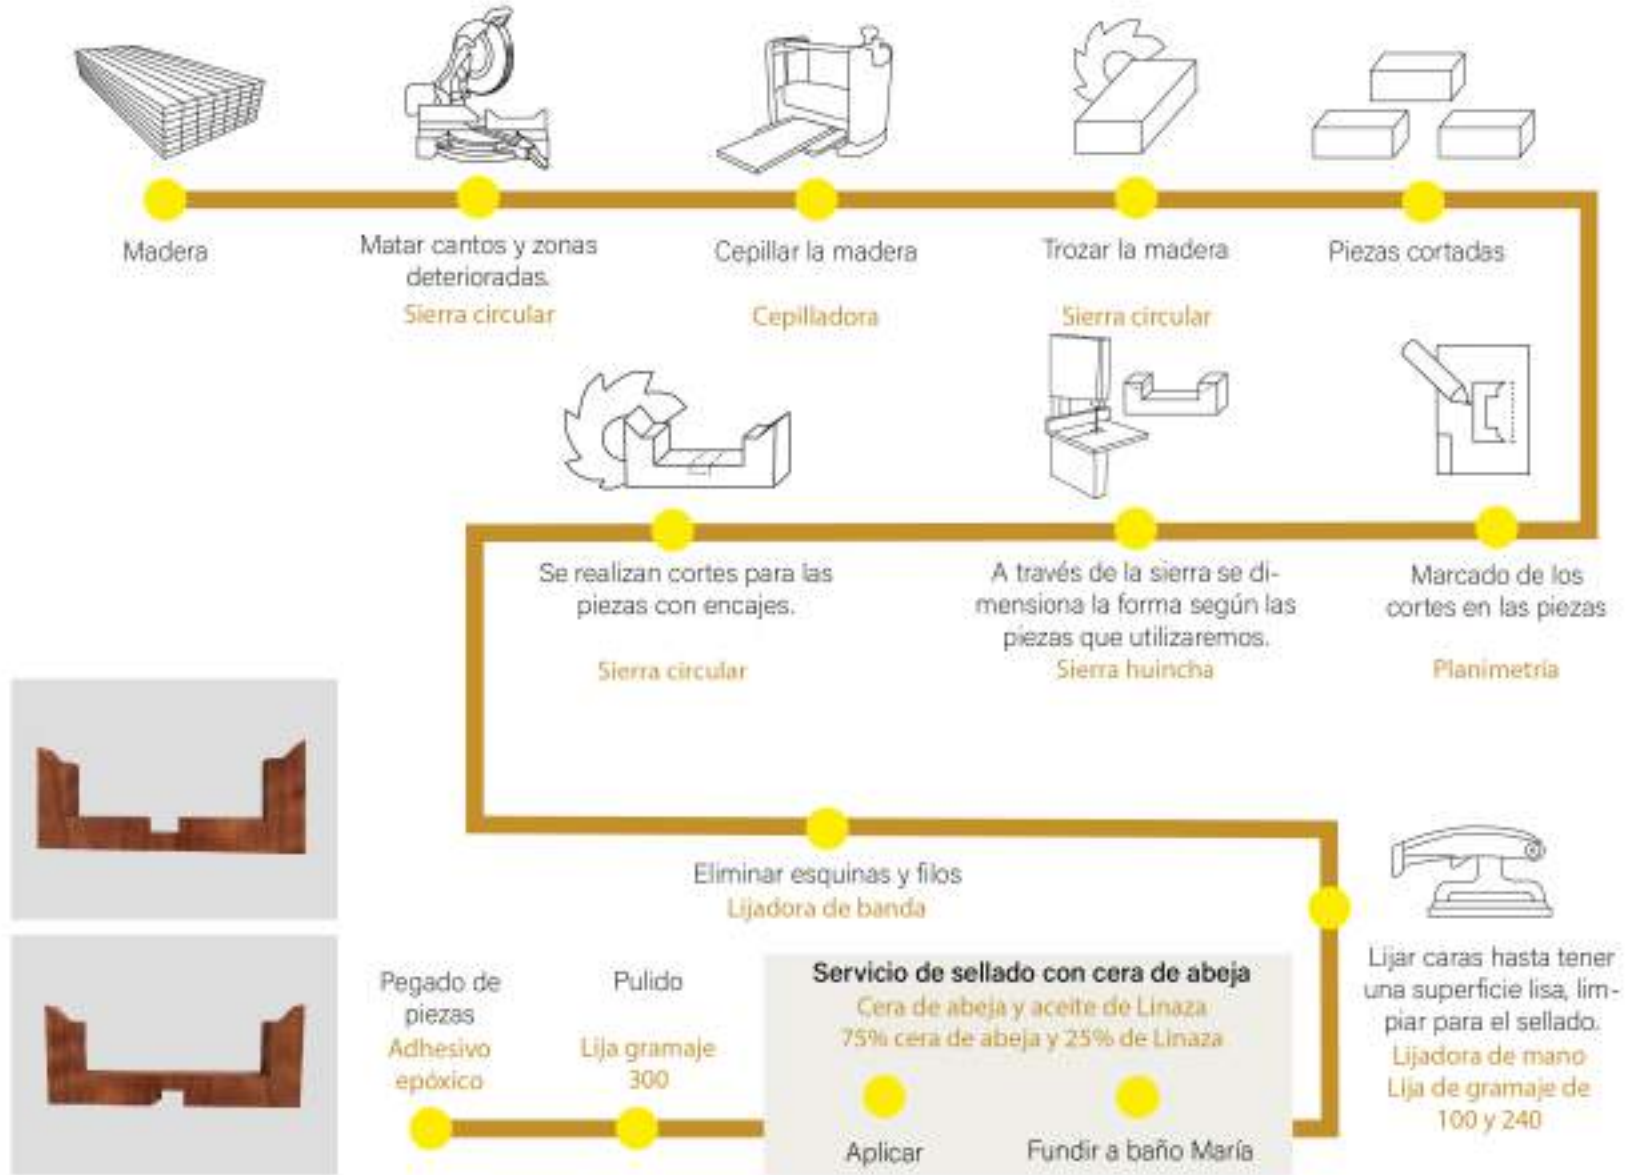 Madera
Matar cantos y zonas
deterioradas.
Sierra circular
Cepillar la madera
Cepilladora
Trozar la madera
Sierra circular
Piezas cortadas
Marcado de los
cortes en las piezas
Planimetría
A través de la sierra se di-
mensiona la forma según las
piezas que utilizaremos.
Sierra huincha
Se realizan cortes para las
piezas con encajes.
Sierra circular
Eliminar esquinas y filos
Lijadora de banda
Lijar caras hasta tener
una superficie lisa, lim-
piar para el sellado.
Lijadora de mano
Lija de gramaje de
100 y 240
Servicio de sellado con cera de abeja
Cera de abeja y aceite de Linaza
75% cera de abeja y 25% de Linaza
Fundir a baño María
Aplicar
Pulido
Lija gramaje
300
Pegado de
piezas
Adhesivo
epóxico